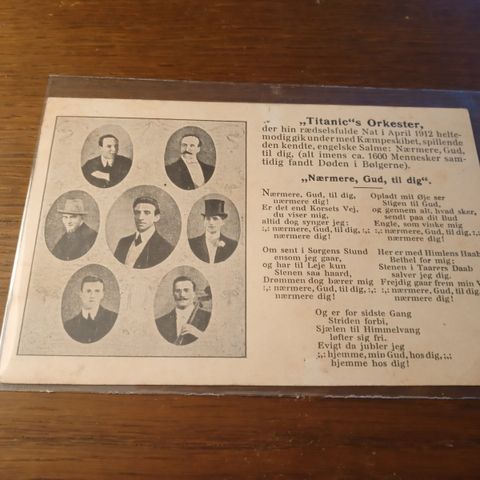 „Titanic“s Orkester,
der hin rædselsfulde Nat i April 1912 helte-
modig gik under med Kæmpeskibet, spillende
den kendte, engelske Salme: Nærmere, Gud,
til dig, (alt imens ca. 1600 Mennesker sam-
tidig fandt Døden i Bølgerne).
„Nærmere, Gud, til dig“.
Nærmere, Gud, til dig,
nærmere dig!
Er det end Korsets Vej,
du viser mig,
altid dog synger jeg:
:,: nærmere, Gud, til dig, :,:
nærmere dig!
Om sent i Sorgens Stund
ensom jeg gaar,
og har til Leje kun
Stenen saa haard,
Drømmen dog bærer mig
:,: nærmere, Gud, til dig, :,:
nærmere dig!
Opladt mit Øje ser
Stigen til Gud,
og gennem alt, hvad sker,
sendt paa dit Bud
Engle, som vinke mig
:,: nærmere, Gud, til dig, :,:
nærmere dig!
Her er med Himlens Haab
Bethel for mig;
Stenen i Taarers Daab
salver jeg dig.
Frejdig gaar frem min V
:,: nærmere, Gud, til dig, :,:
nærmere dig!
Og er for sidste Gang
Striden forbi,
Sjælen til Himmelvang
løfter sig fri.
Evigt da jubler jeg
:,: hjemme, min Gud, hos dig, :,:
hjemme hos dig!